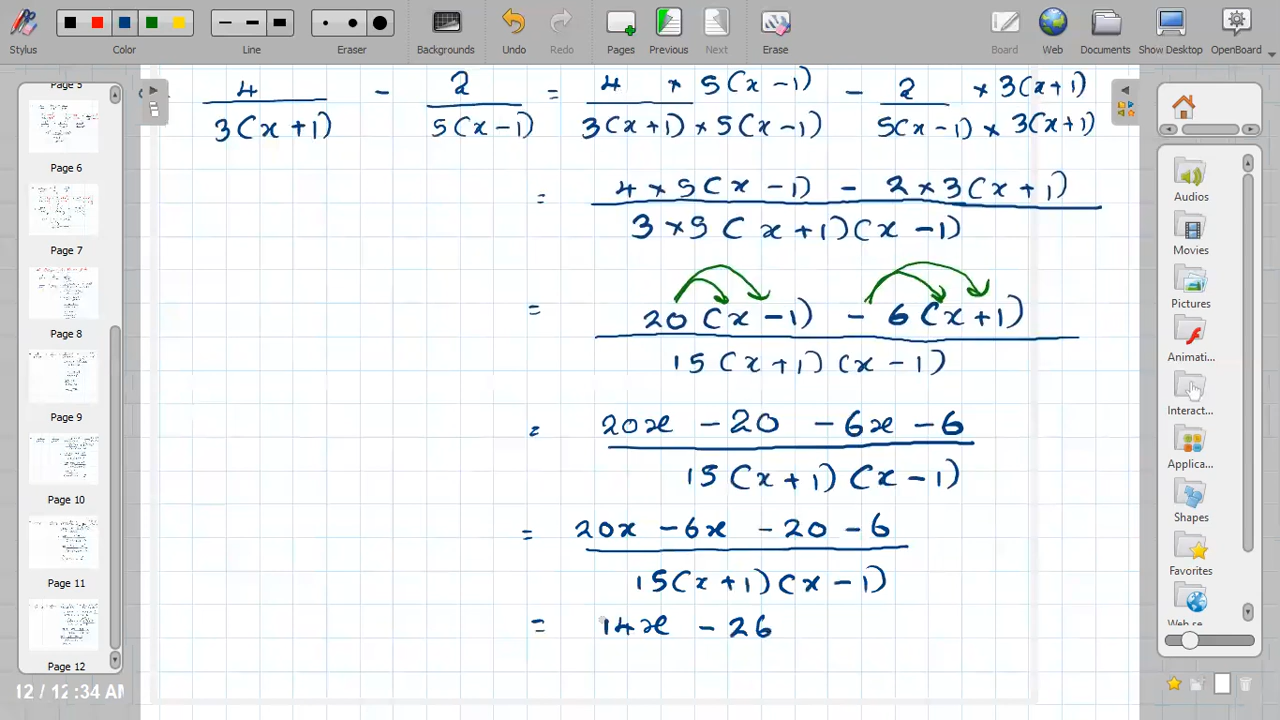 Stylus Color Line Eraser Backgrounds Undo Redo Pages Previous Next Erase Board Web Documents Show Desktop OpenBoard
4/3(x+1) - 2/5(x-1) = 4 × 5(x-1)/3(x+1) × 5(x-1) - 2 × 3(x+1)/5(x-1) × 3(x+1)
= 4×5(x-1) - 2×3(x+1)/3×5(x+1)(x-1)
= 20(x-1) - 6(x+1)/15(x+1)(x-1)
= 20x - 20 - 6x - 6/15(x+1)(x-1)
= 20x - 6x - 20 - 6/15(x+1)(x-1)
= 14x - 26
Page 5
Page 6
Page 7
Page 8
Page 9
Page 10
Page 11
Page 12
12 / 12
:34 AM
Audios
Movies
Pictures
Animati...
Interact...
Applica...
Shapes
Favorites
Web se...